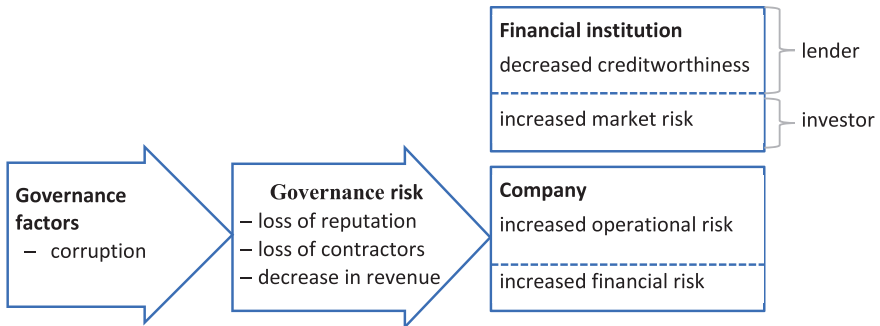 Governance
factors
– corruption
Governance risk
– loss of reputation
– loss of contractors
– decrease in revenue
Financial institution
decreased creditworthiness
lender
increased market risk
investor
Company
increased operational risk
increased financial risk